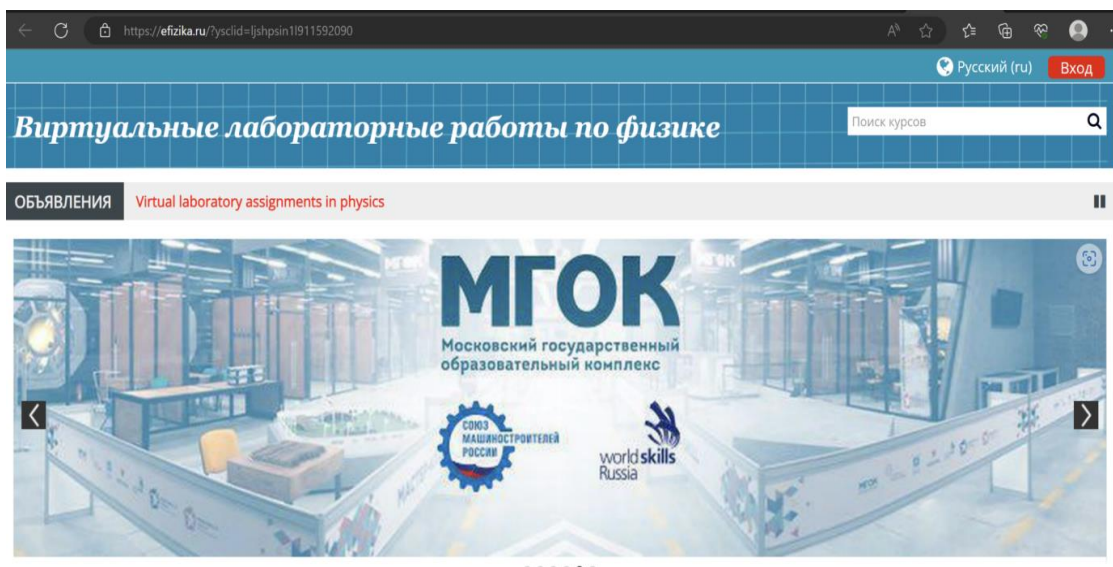 https://efizika.ru/?ysclid=ljshpsin1l911592090
Русский (ru)
Вход
Виртуальные лабораторные работы по физике
Поиск курсов
ОБЪЯВЛЕНИЯ
Virtual laboratory assignments in physics
МГОК
Московский государственный
образовательный комплекс
СОЮЗ
МАШИНОСТРОИТЕЛЕЙ
РОССИИ
worldskills
Russia